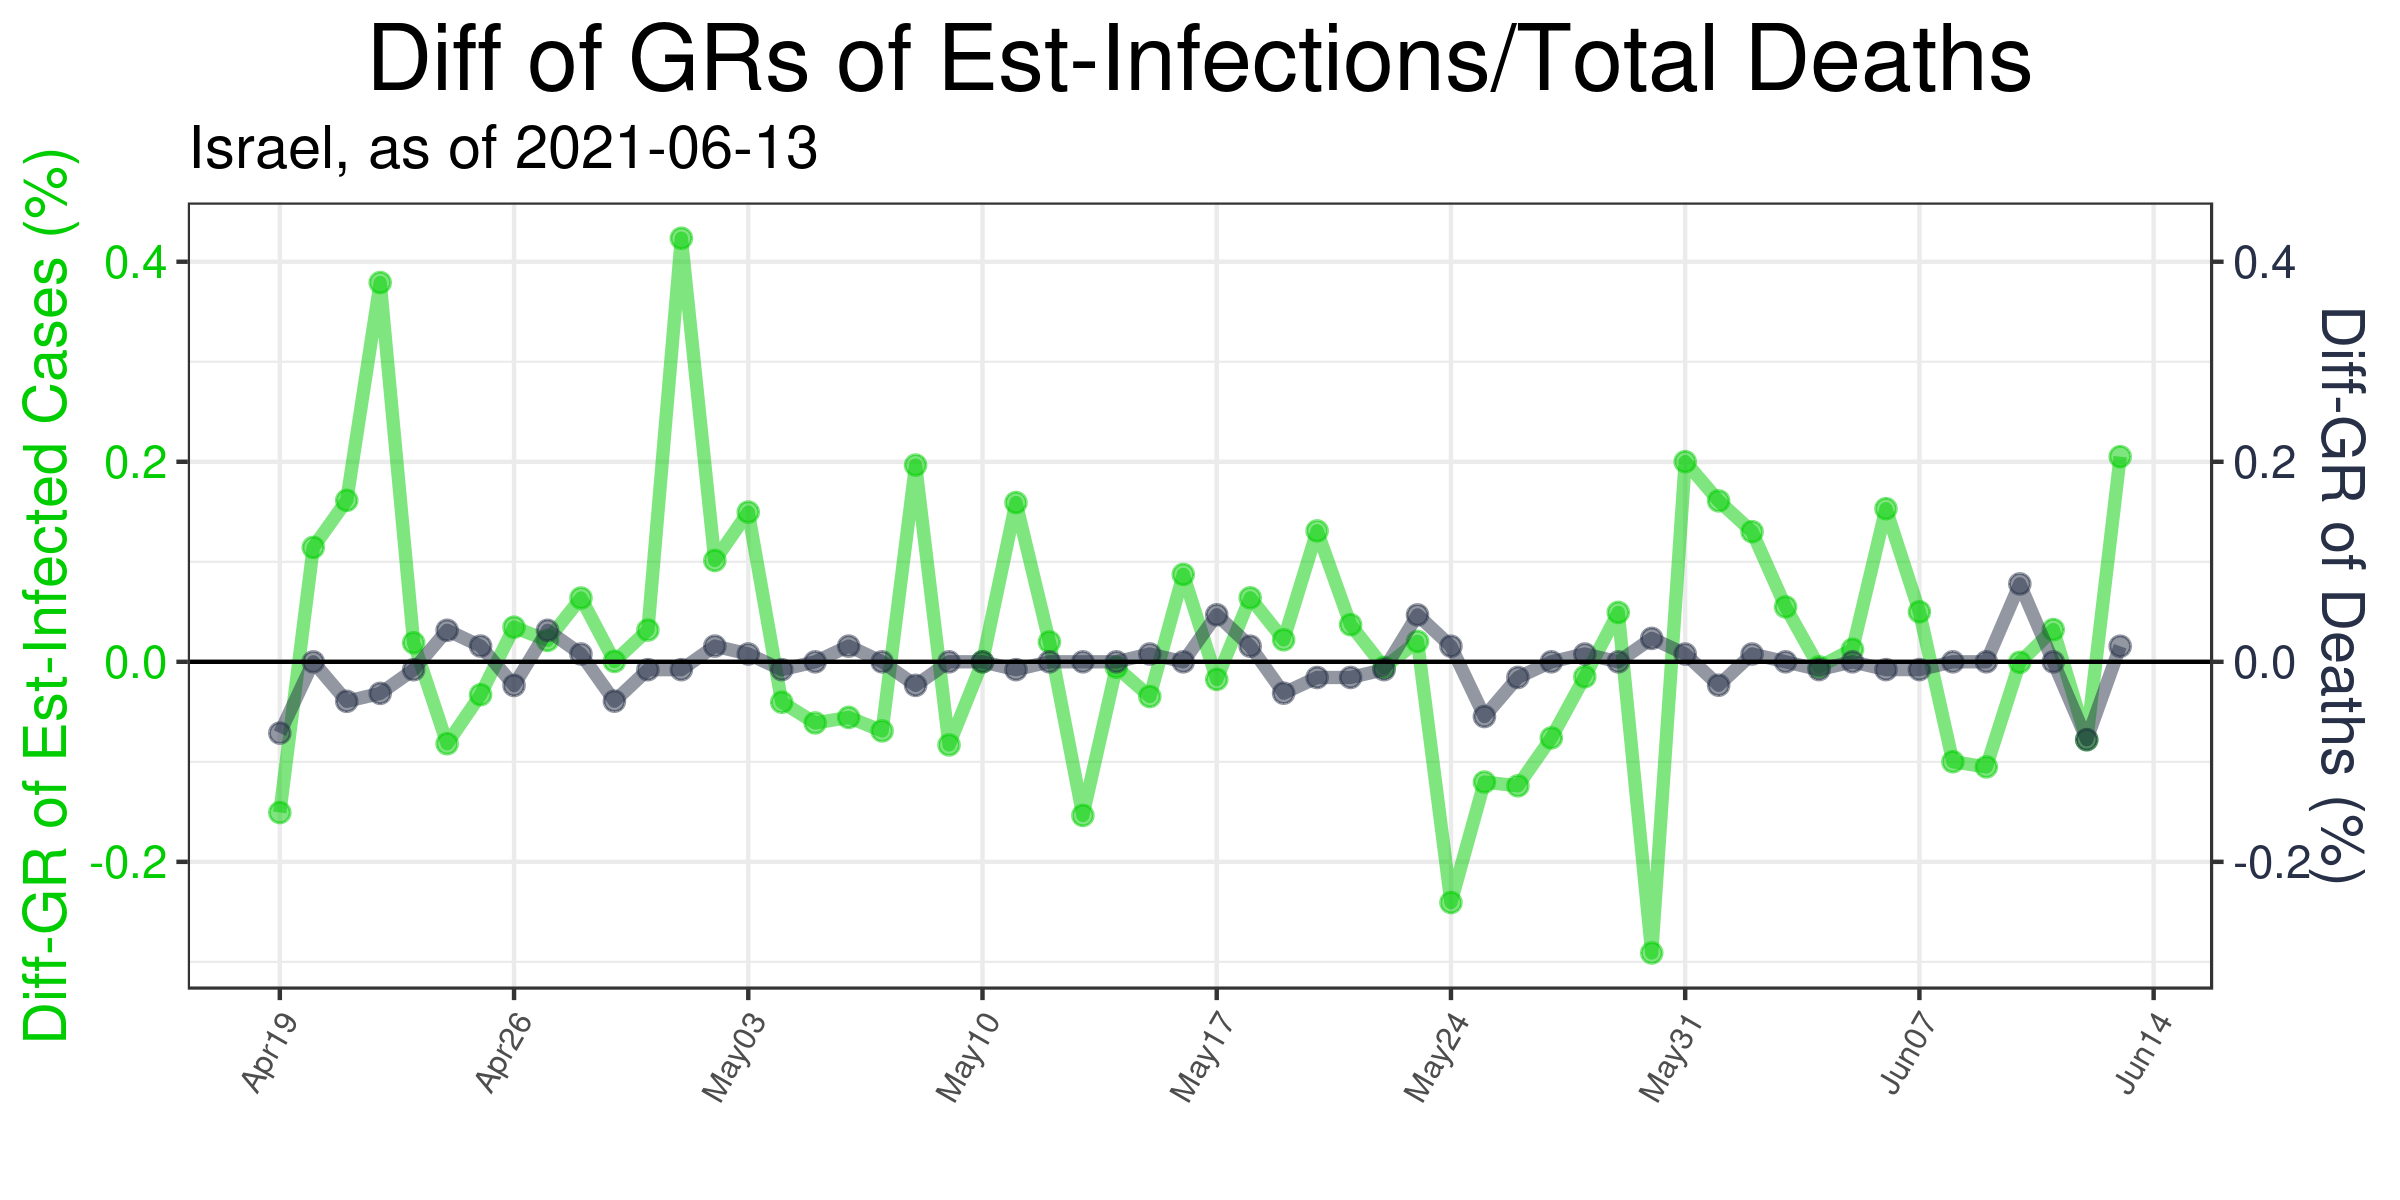 Diff of GRs of Est-Infections/Total Deaths
Israel, as of 2021-06-13
Diff-GR of Est-Infected Cases (%)
0.4
0.2
0.0
-0.2
0.4
0.2
0.0
-0.2
Diff-GR of Deaths (%)
Apr19
Apr26
May03
May10
May17
May24
May31
Jun07
Jun14